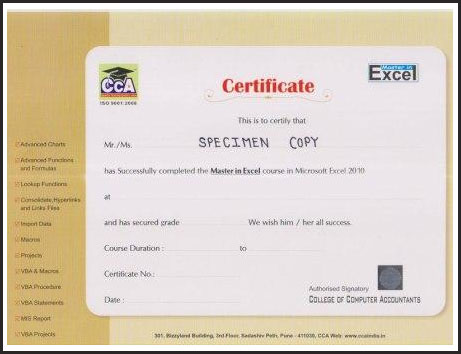 CCA
ISO 9001:2008
Master in
Excel
Certificate
This is to certify that
Mr./Ms. SPECIMEN COPY
has Successfully completed the Master in Excel course in Microsoft Excel 2010
at
and has secured grade We wish him / her all success.
Course Duration : to
Certificate No.:
Date :
Authorised Signatory
COLLEGE OF COMPUTER ACCOUNTANTS
Advanced Charts
Advanced Functions
and Formulas
Lookup Functions
Consolidate,Hyperlinks
and Links Files
Import Data
Macros
Projects
VBA & Macros
VBA Procedure
VBA Statements
MIS Report
VBA Projects
301, Bizzyland Building, 3rd.Floor, Sadashiv Peth, Pune - 411030, CCA Web: www.ccaindia.in